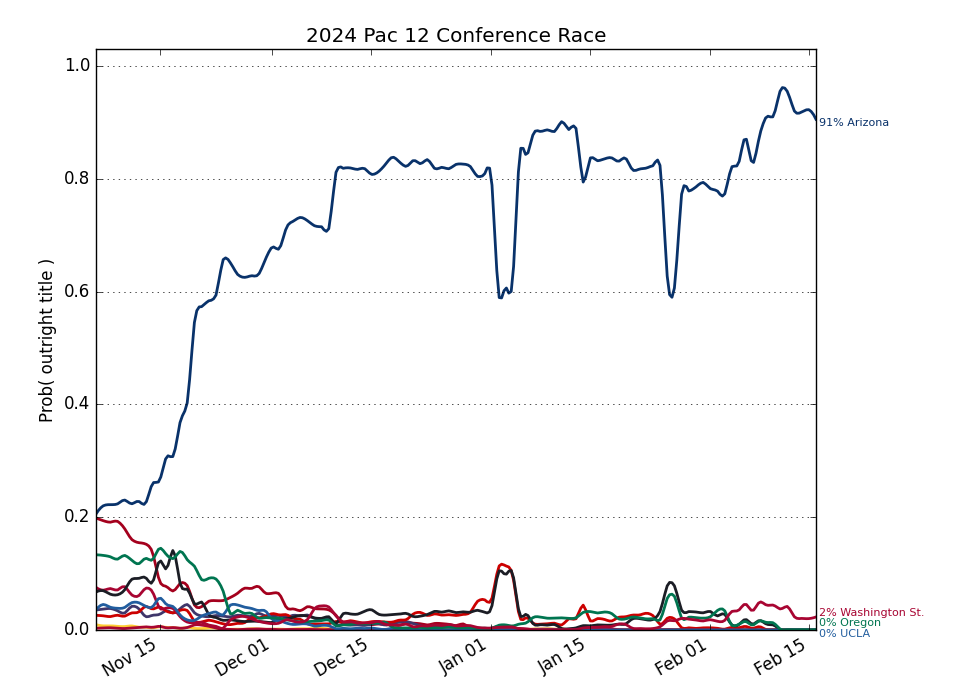 2024 Pac 12 Conference Race
Prob( outright title )
1.0
0.8
0.6
0.4
0.2
0.0
91% Arizona
2% Washington St.
0% Oregon
0% UCLA
Nov 15
Dec 01
Dec 15
Jan 01
Jan 15
Feb 01
Feb 15